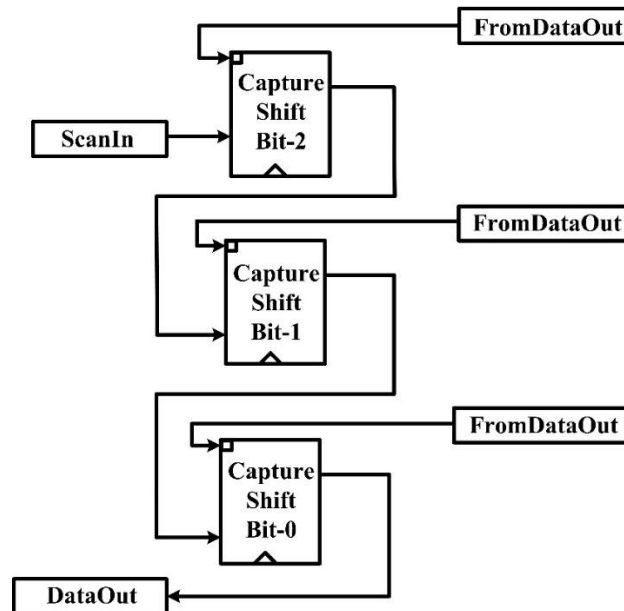 FromDataOut
Capture
Shift
Bit-2
ScanIn
FromDataOut
Capture
Shift
Bit-1
FromDataOut
Capture
Shift
Bit-0
DataOut